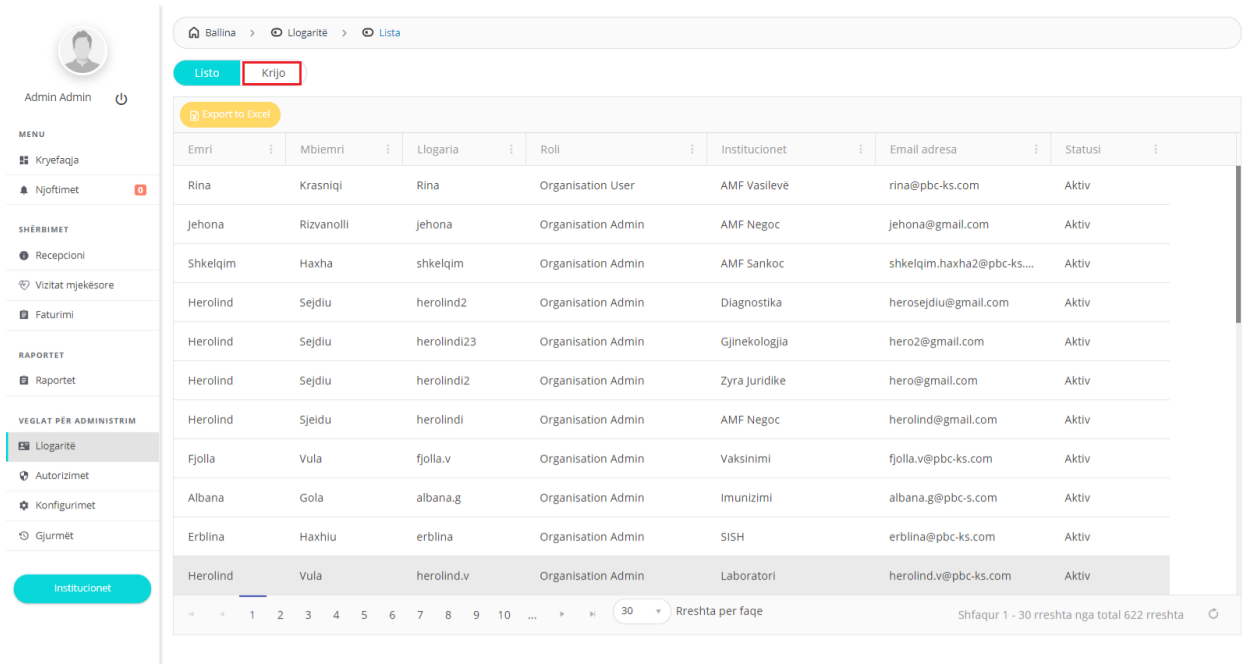 Ballina > Llogaritë > Lista
Listo Krijo
Admin Admin
Export to Excel
MENU
Kryefaqja
Njoftimet 0
SHËRBIMET
Recepcioni
Vizitat mjekësore
Faturimi
RAPORTET
Raportet
VEGLAT PËR ADMINISTRIM
Llogaritë
Autorizimet
Konfigurimet
Gjurmët
Institucionet
Emri Mbiemri Llogaria Roli Institucionet Email adresa Statusi
Rina Krasniqi Rina Organisation User AMF Vasilevë rina@pbc-ks.com Aktiv
Jehona Rizvanolli jehona Organisation Admin AMF Negoc jehona@gmail.com Aktiv
Shkelqim Haxha shkelqim Organisation Admin AMF Sankoc shkelqim.haxha2@pbc-ks.... Aktiv
Herolind Sejdiu herolind2 Organisation Admin Diagnostika herosejdiu@gmail.com Aktiv
Herolind Sejdiu herolindi23 Organisation Admin Gjinekologjia hero2@gmail.com Aktiv
Herolind Sejdiu herolindi2 Organisation Admin Zyra Juridike hero@gmail.com Aktiv
Herolind Sjeidu herolindi Organisation Admin AMF Negoc herolind@gmail.com Aktiv
Fjolla Vula fjolla.v Organisation Admin Vaksinimi fjolla.v@pbc-ks.com Aktiv
Albana Gola albana.g Organisation Admin Imunizimi albana.g@pbc-s.com Aktiv
Erblina Haxhiu erblina Organisation Admin SISH erblina@pbc-ks.com Aktiv
Herolind Vula herolind.v Organisation Admin Laboratori herolind.v@pbc-ks.com Aktiv
1 2 3 4 5 6 7 8 9 10 ... 30 Rreshta per faqe Shfaqur 1 - 30 rreshta nga total 622 rreshta